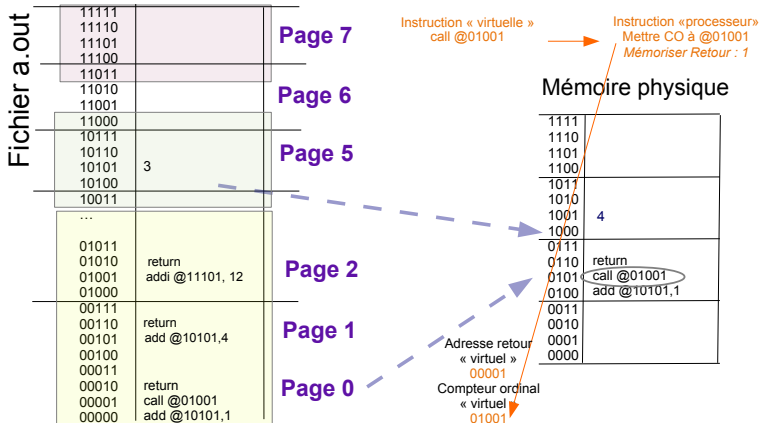 Fichier a.out
11111
11110
11101
11100
11011
11010
11001
11000
10111
10110
10101 3
10100
10011
...
01011
01010 return
01001 addi @11101, 12
01000
00111
00110 return
00101 add @10101,4
00100
00011
00010 return
00001 call @01001
00000 add @10101,1
Page 7
Page 6
Page 5
Page 2
Page 1
Page 0
Instruction « virtuelle »
call @01001
Instruction «processeur»
Mettre CO à @01001
Mémoriser Retour : 1
Mémoire physique
1111
1110
1101
1100
1011
1010
1001 4
1000
0111
0110 return
0101 call @01001
0100 add @10101,1
0011
0010
0001
0000
Adresse retour
« virtuel »
00001
Compteur ordinal
« virtuel
01001